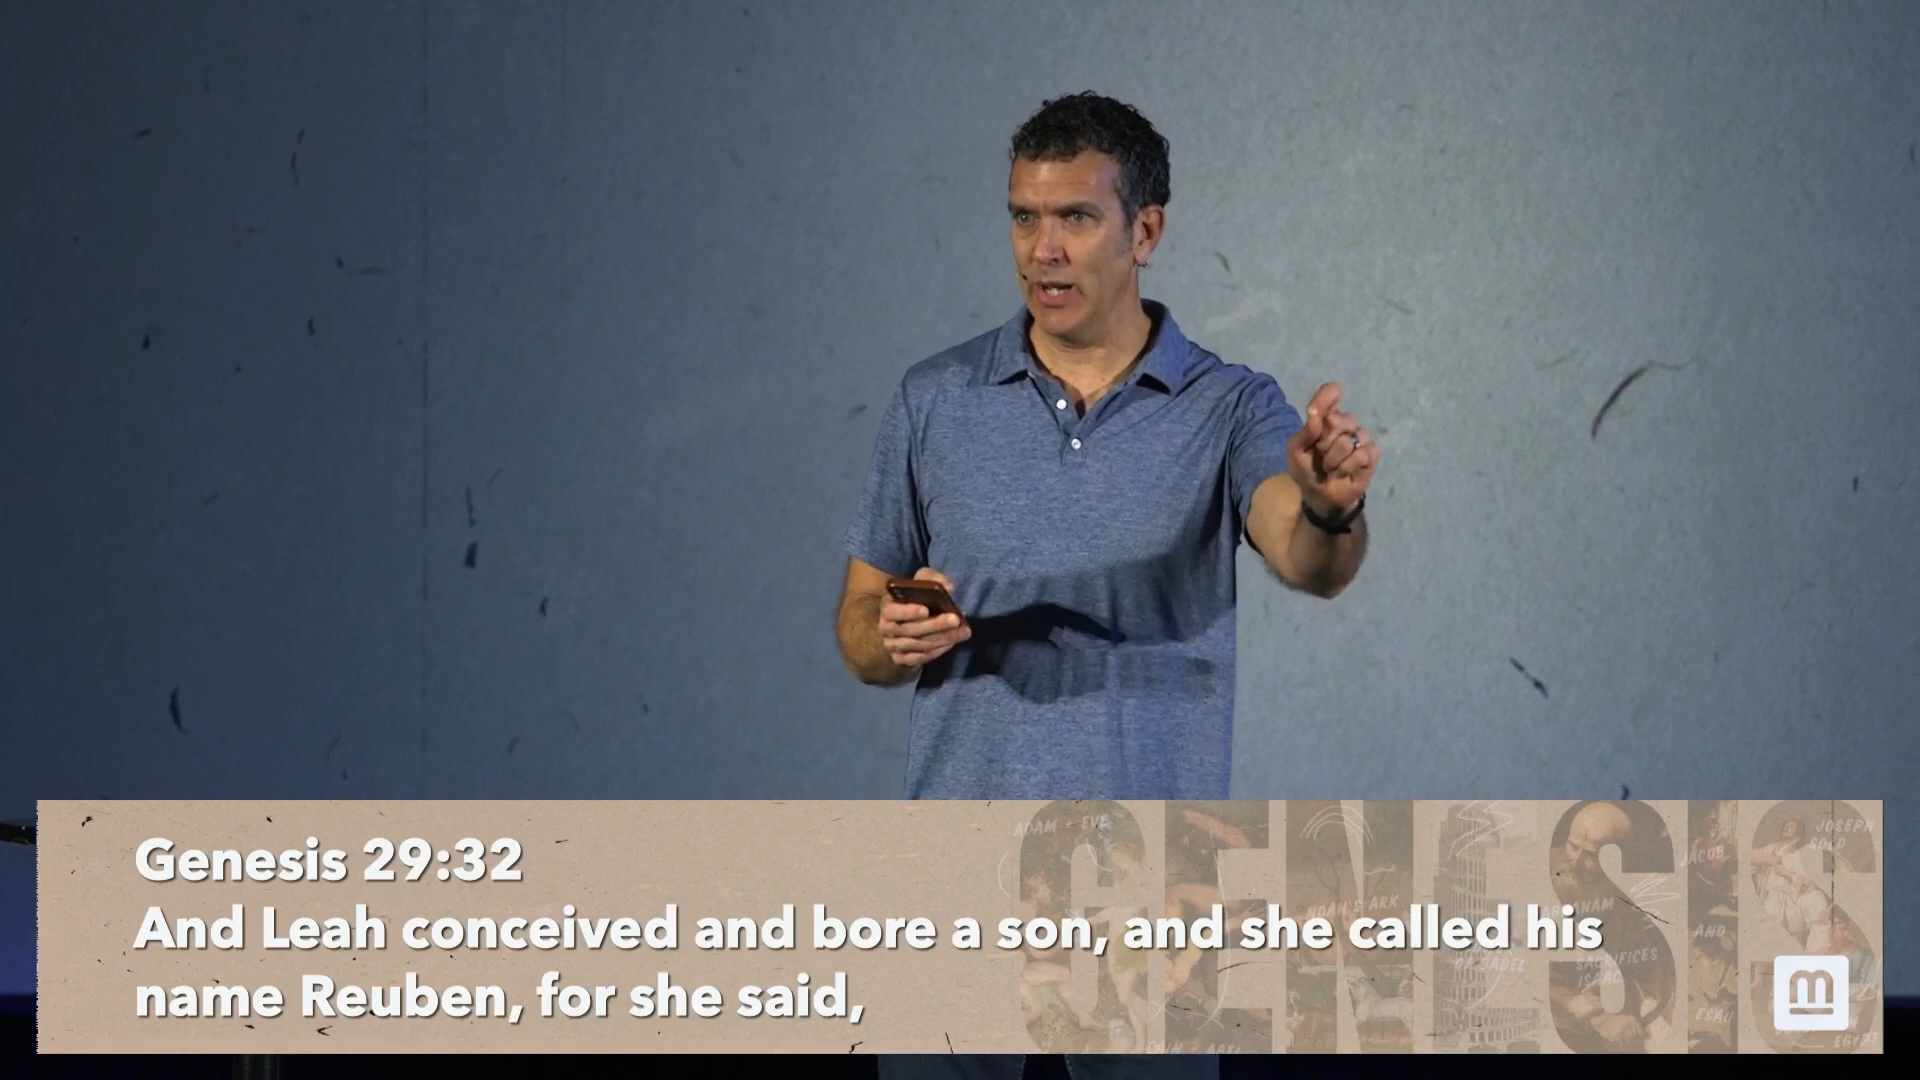 Genesis 29:32
And Leah conceived and bore a son, and she called his
name Reuben, for she said,
GENESIS
ADAM + EVE
NOAH'S ARK
OF BABEL
SACRIFICES
ISAAC
JACOB
AND
ESAU
JOSEPH
SOLD
EGYPT